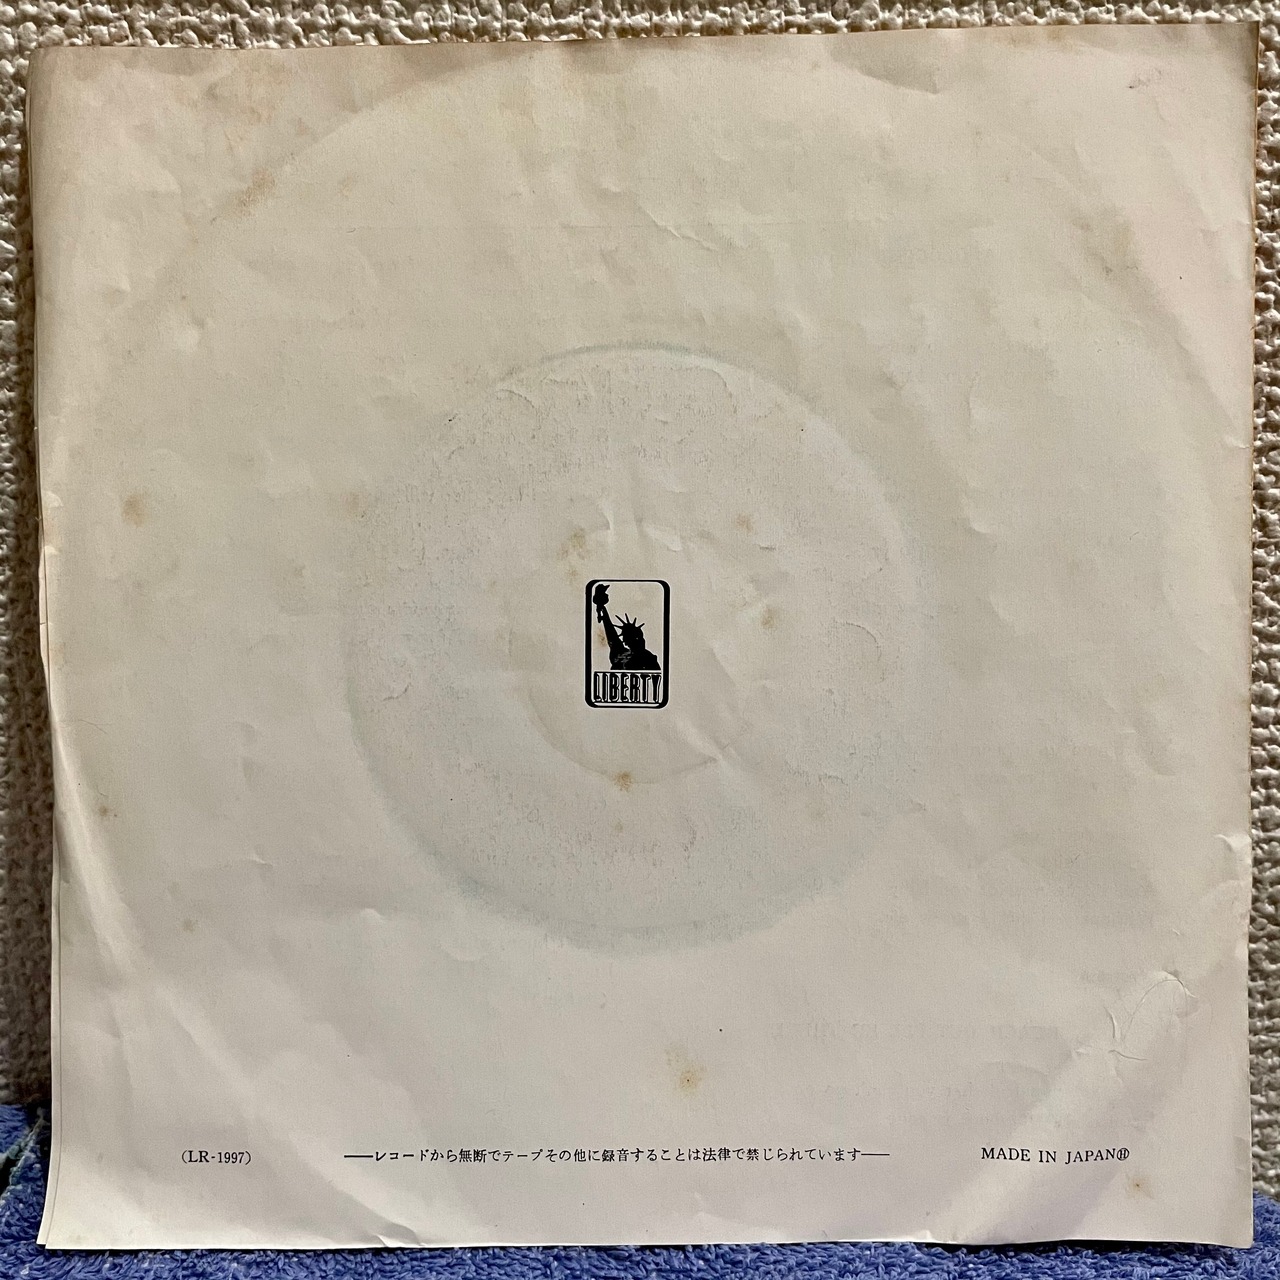 LIBERTY
(LR-1997) ――レコードから無断でテープその他に録音することは法律で禁じられています―― MADE IN JAPANⒽ